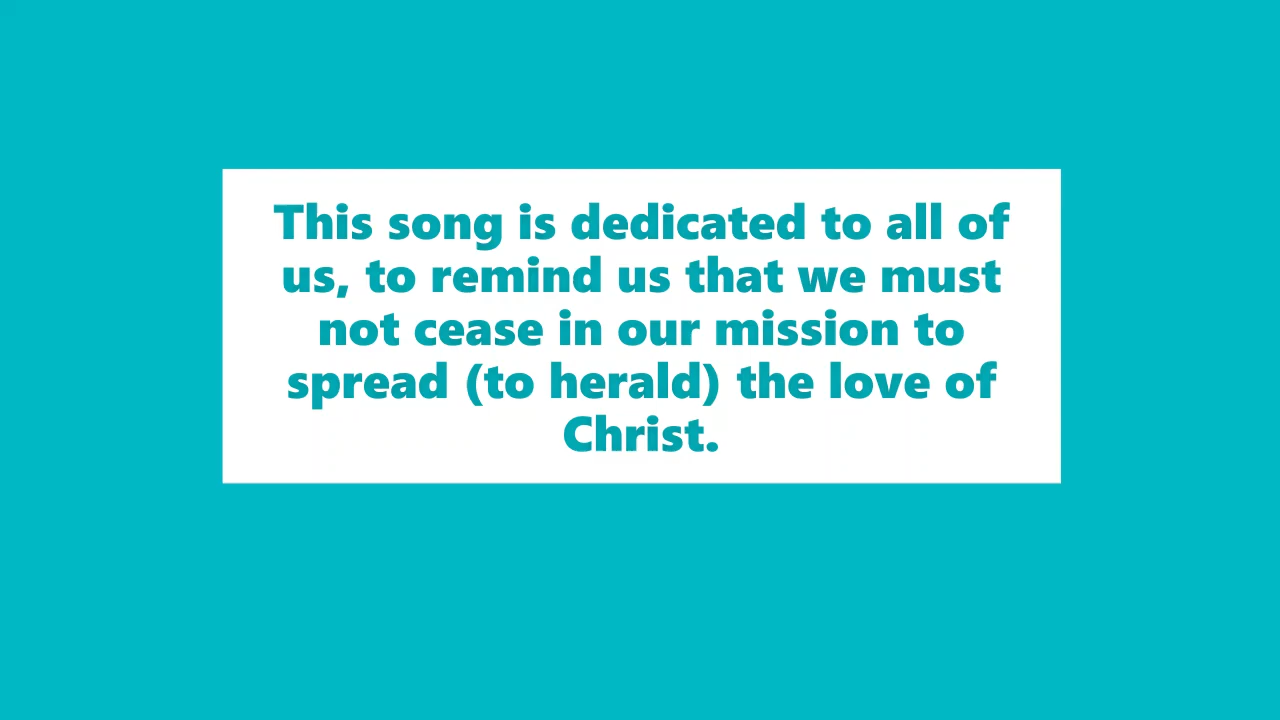 This song is dedicated to all of
us, to remind us that we must
not cease in our mission to
spread (to herald) the love of
Christ.